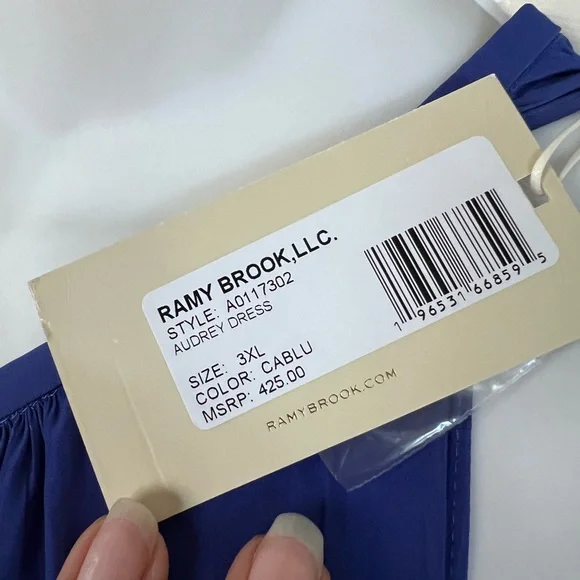 RAMY BROOK,LLC.
STYLE: A0117302
AUDREY DRESS
SIZE: 3XL
COLOR: CABLU
MSRP: 425.00
1 96531 66859 5
RAMYBROOK.COM